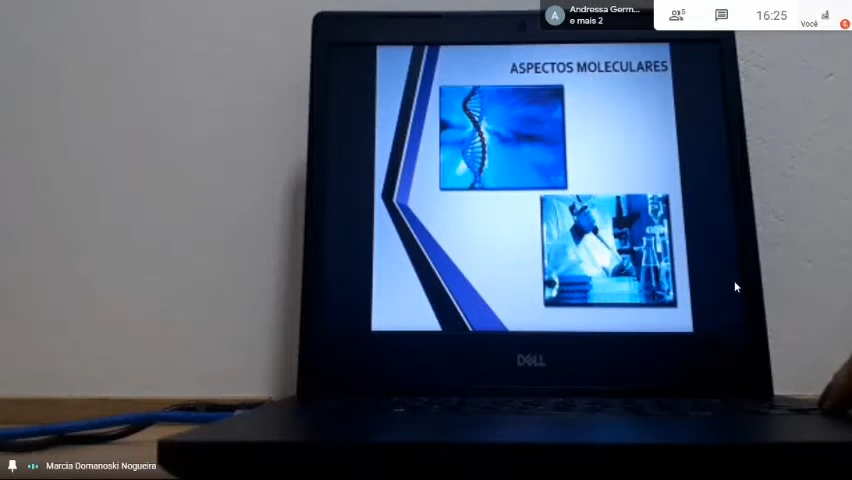 Andressa Germ...
e mais 2
A
5
16:25
Você
ASPECTOS MOLECULARES
DELL
Marcia Domanoski Nogueira